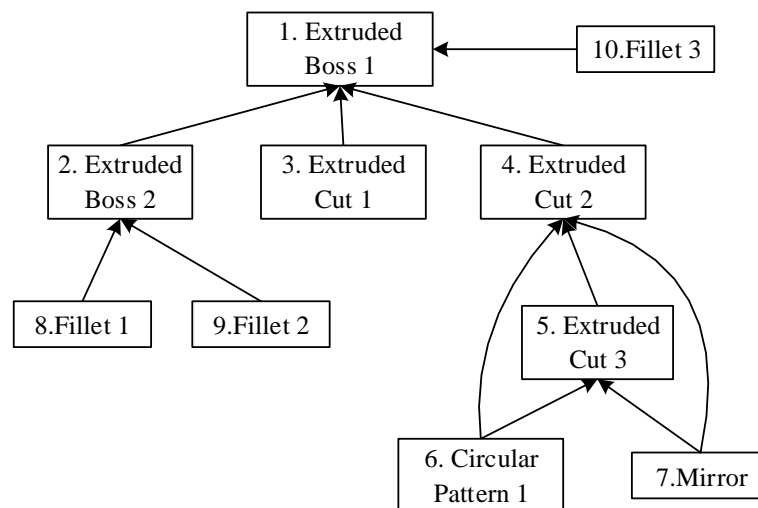 1. Extruded
Boss 1
10.Fillet 3
2. Extruded
Boss 2
3. Extruded
Cut 1
4. Extruded
Cut 2
8.Fillet 1
9.Fillet 2
5. Extruded
Cut 3
6. Circular
Pattern 1
7.Mirror